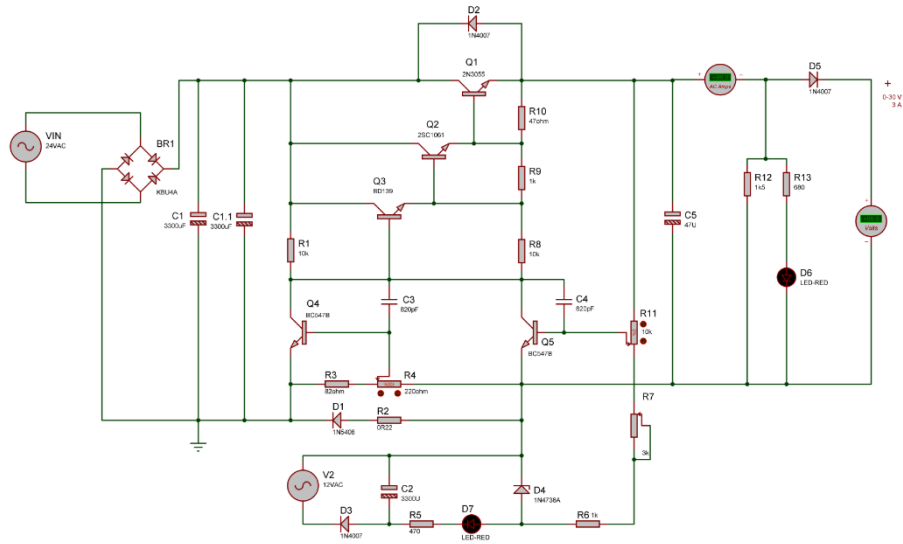 D2
1N4007
Q1
2N3055
D5
1N4007
+
0-30 V
3 A
+
-
AC Amps
R10
47ohm
Q2
2SC1061
VIN
24VAC
BR1
KBU4A
R9
1k
Q3
BD139
R12
1k5
R13
680
C1
3300uF
C1.1
3300uF
C5
47U
+
Volts
-
R1
10k
R8
10k
D6
LED-RED
Q4
BC547B
C3
820pF
C4
820pF
R11
10k
Q5
BC547B
R3
82ohm
R4
220ohm
R7
3k
D1
1N5408
R2
0R22
V2
12VAC
C2
3300U
D4
1N4738A
D3
1N4007
R5
470
D7
LED-RED
R6
1k